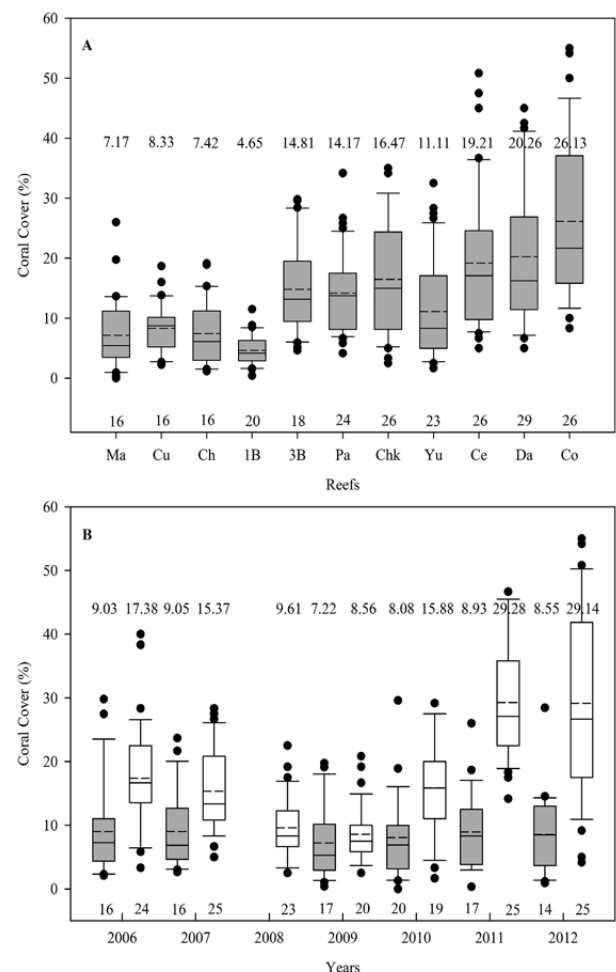 60
A
50
40
7.17 8.33 7.42 4.65 14.81 14.17 16.47 11.11 19.21 20.26 26.13
30
20
10
0
16 16 16 20 18 24 26 23 26 29 26
Ma Cu Ch 1B 3B Pa Chk Yu Ce Da Co
Reefs
Coral Cover (%)
60
B
50
9.03 17.38 9.05 15.37 9.61 7.22 8.56 8.08 15.88 8.93 29.28 8.55 29.14
40
30
20
10
0
16 24 16 25 23 17 20 20 19 17 25 14 25
2006 2007 2008 2009 2010 2011 2012
Years
Coral Cover (%)